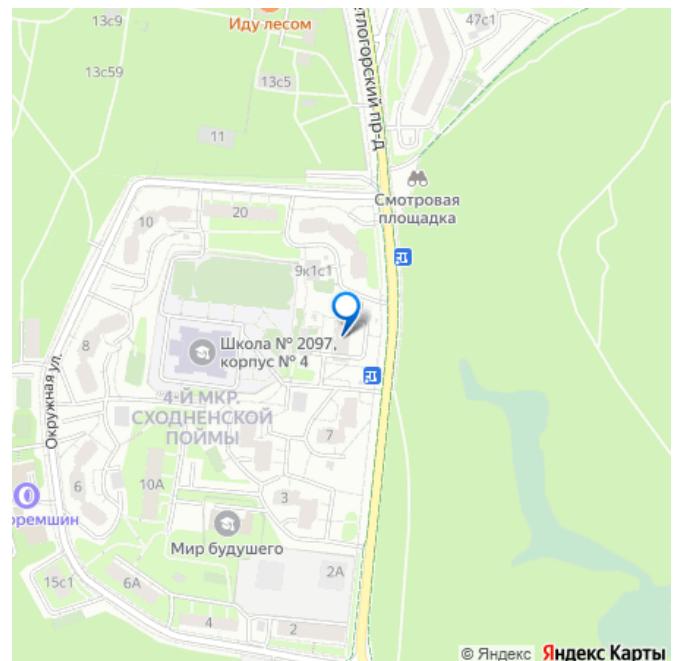 13с9
Иду лесом
47с1
13с59
13с5
тлогорский пр-д
11
Смотровая
площадка
10
20
9к1с1
8
Школа № 2097,
корпус № 4
Окружная ул.
4-Й МКР.
СХОДНЕНСКОЙ
ПОЙМЫ
7
6
10А
3
оремшин
Мир будущего
15с1
6А
2А
4
2
© Яндекс Яндекс Карты